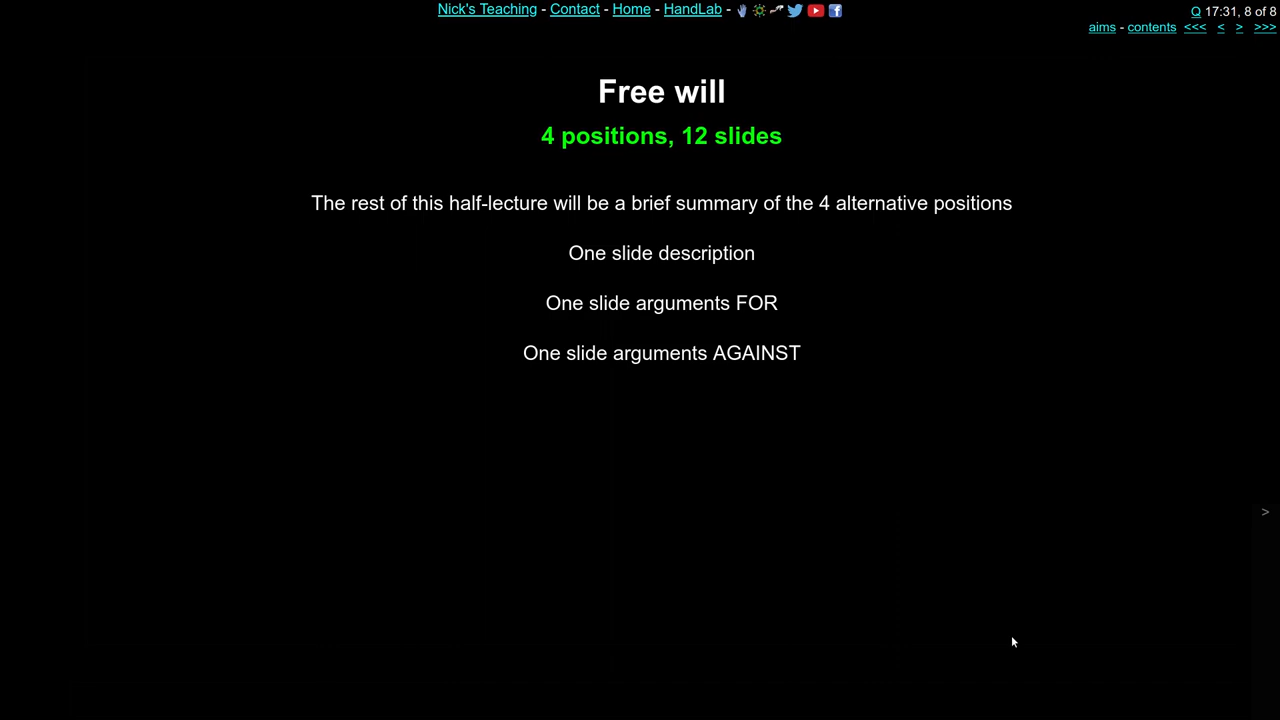 Nick's Teaching - Contact - Home - HandLab -
Q 17:31, 8 of 8
aims - contents <<< < > >>>
Free will
4 positions, 12 slides
The rest of this half-lecture will be a brief summary of the 4 alternative positions
One slide description
One slide arguments FOR
One slide arguments AGAINST
>